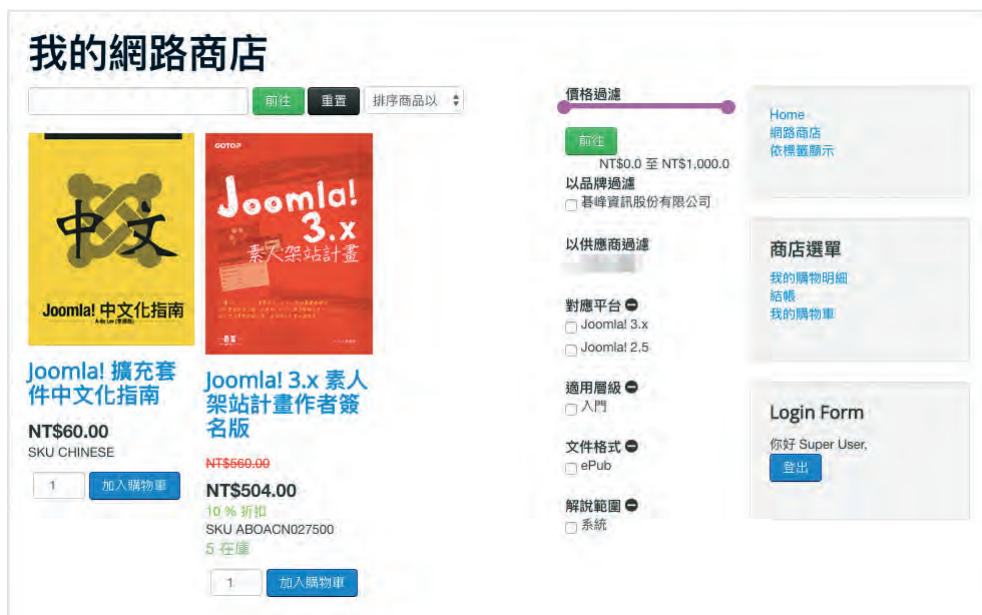 我的網路商店
前往 重置 排序商品以
中文
Joomla! 中文化指南
Joomla! 擴充套
件中文化指南
NT$60.00
SKU CHINESE
1 加入購物車
GOTOP
Joomla!
3.x
素人架站計畫
Joomla! 3.x 素人
架站計畫作者簽
名版
NT$560.00
NT$504.00
10 % 折扣
SKU ABOACN027500
5 在庫
1 加入購物車
價格過濾
前往
NT$0.0 至 NT$1,000.0
以品牌過濾
碁峰資訊股份有限公司
以供應商過濾
對應平台
Joomla! 3.x
Joomla! 2.5
適用層級
入門
文件格式
ePub
解說範圍
系統
Home
網路商店
依標籤顯示
商店選單
我的購物明細
結帳
我的購物車
Login Form
你好 Super User,
登出